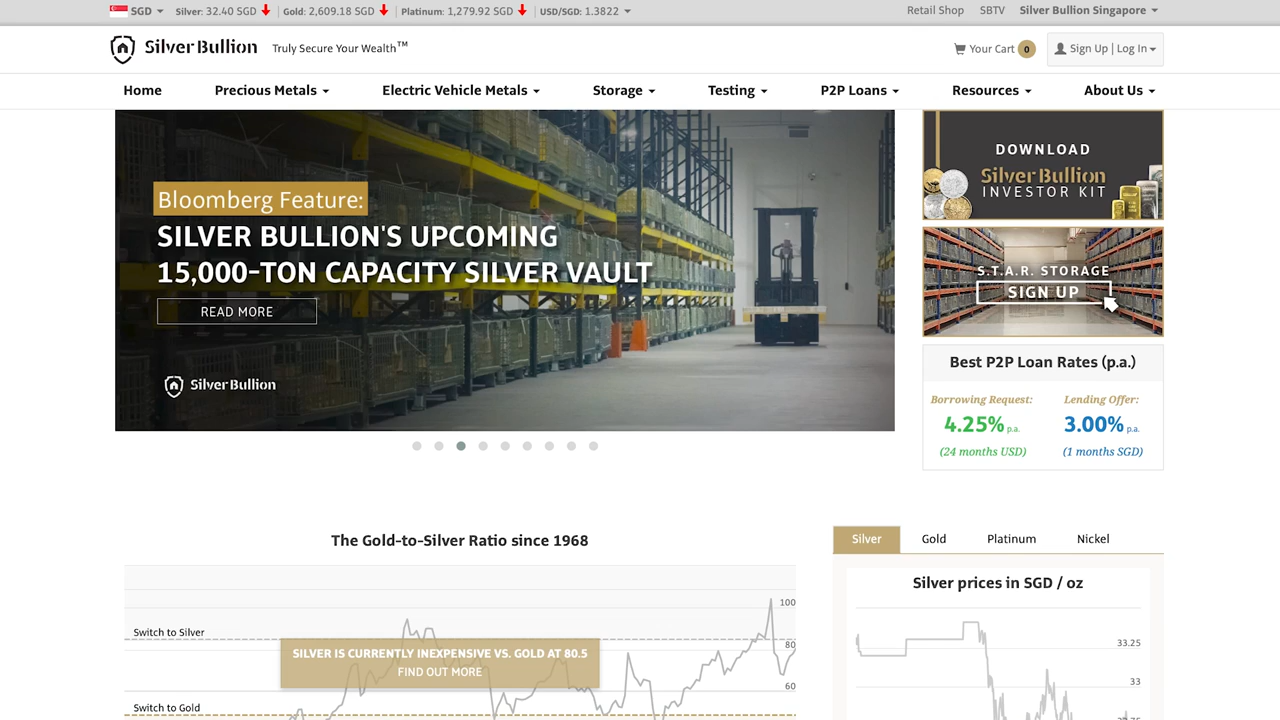 SGD Silver: 32.40 SGD Gold: 2,609.18 SGD Platinum: 1,279.92 SGD USD/SGD: 1.3822 Retail Shop SBTV Silver Bullion Singapore
Silver Bullion Truly Secure Your Wealth™ Your Cart 0 Sign Up | Log In
Home Precious Metals Electric Vehicle Metals Storage Testing P2P Loans Resources About Us
Bloomberg Feature:
SILVER BULLION'S UPCOMING
15,000-TON CAPACITY SILVER VAULT
READ MORE
Silver Bullion
DOWNLOAD
Silver Bullion
INVESTOR KIT
S.T.A.R. STORAGE
SIGN UP
Best P2P Loan Rates (p.a.)
Borrowing Request: Lending Offer:
4.25% p.a. 3.00% p.a.
(24 months USD) (1 months SGD)
The Gold-to-Silver Ratio since 1968
100
Switch to Silver
80
SILVER IS CURRENTLY INEXPENSIVE VS. GOLD AT 80.5
FIND OUT MORE
60
Switch to Gold
Silver Gold Platinum Nickel
Silver prices in SGD / oz
33.25
33